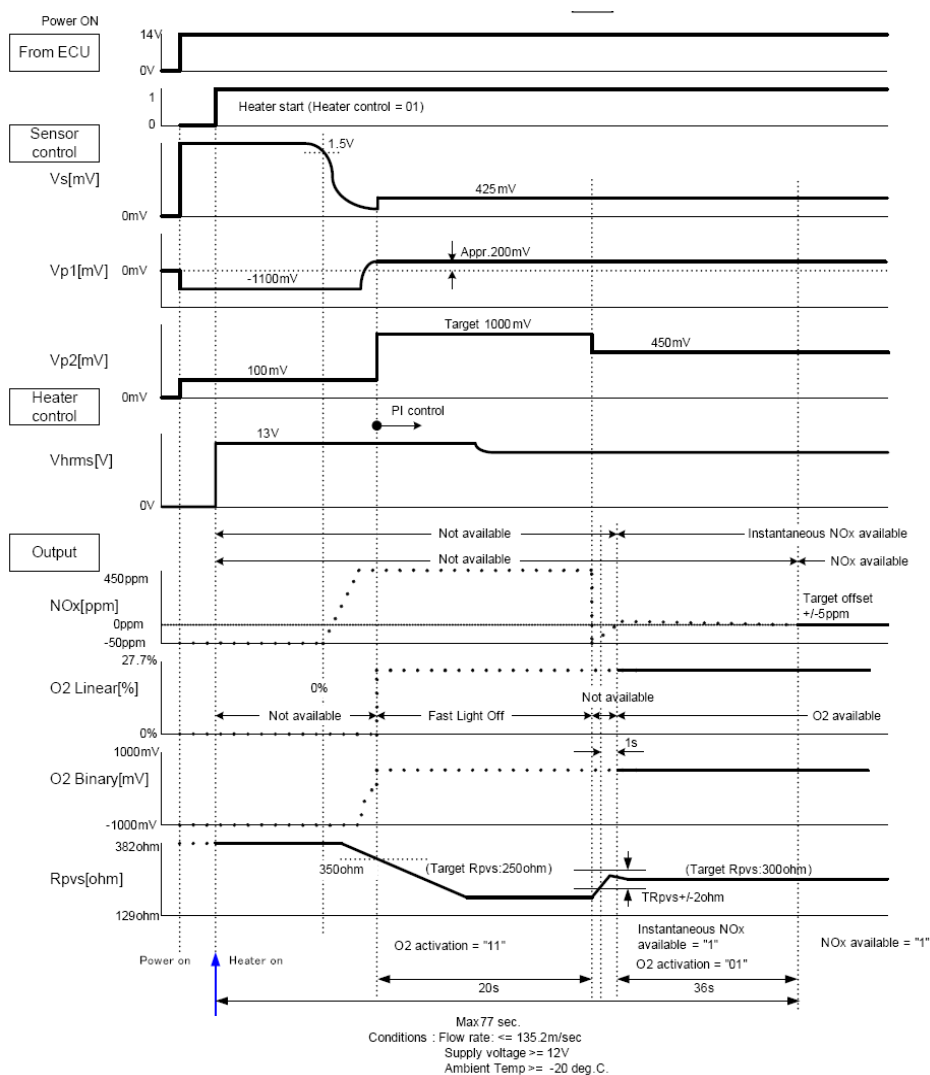 Power ON
From ECU
14V
0V
1
0
Heater start (Heater control = 01)
Sensor
control
Vs[mV]
1.5V
425mV
0mV
Vp1[mV]
0mV
Appr.200mV
-1100mV
Vp2[mV]
Target 1000mV
450mV
100mV
0mV
Heater
control
PI control
Vhrms[V]
13V
0V
Output
Not available
Instantaneous NOx available
Not available
NOx available
NOx[ppm]
450ppm
0ppm
-50ppm
Target offset
+/-5ppm
O2 Linear[%]
27.7%
0%
Not available
Not available
Fast Light Off
O2 available
0%
O2 Binary[mV]
1000mV
1s
-1000mV
Rpvs[ohm]
382ohm
350ohm
(Target Rpvs:250ohm)
(Target Rpvs:300ohm)
TRpvs+/-2ohm
129ohm
O2 activation = "11"
Instantaneous NOx
available = "1"
O2 activation = "01"
NOx available = "1"
Power on
Heater on
20s
36s
Max77 sec.
Conditions : Flow rate: <= 135.2m/sec
Supply voltage >= 12V
Ambient Temp >= -20 deg.C.